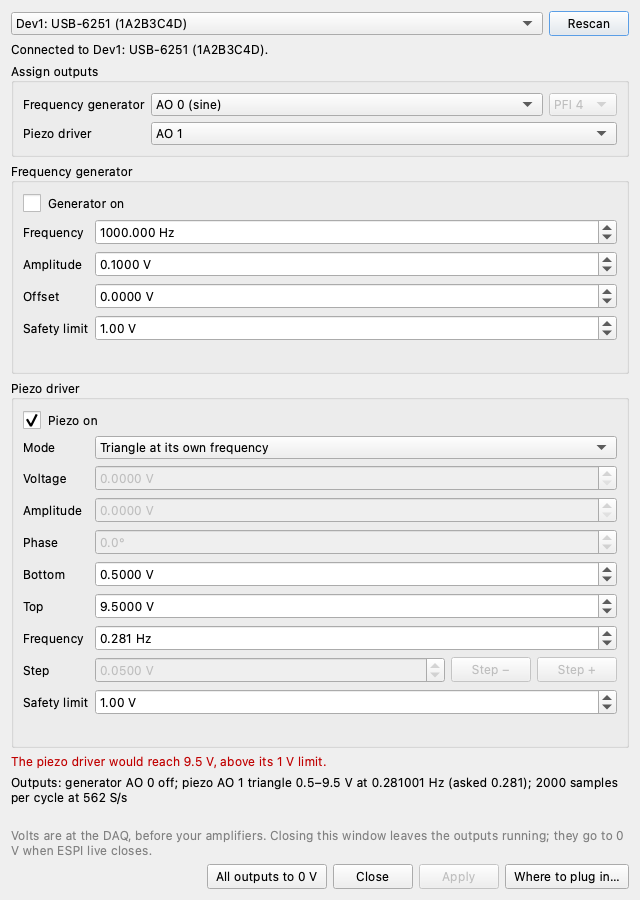 Dev1: USB-6251 (1A2B3C4D)
Rescan
Connected to Dev1: USB-6251 (1A2B3C4D).
Assign outputs
Frequency generator
AO 0 (sine)
PFI 4
Piezo driver
AO 1
Frequency generator
Generator on
Frequency
1000.000 Hz
Amplitude
0.1000 V
Offset
0.0000 V
Safety limit
1.00 V
Piezo driver
Piezo on
Mode
Triangle at its own frequency
Voltage
0.0000 V
Amplitude
0.0000 V
Phase
0.0°
Bottom
0.5000 V
Top
9.5000 V
Frequency
0.281 Hz
Step
0.0500 V
Step −
Step +
Safety limit
1.00 V
The piezo driver would reach 9.5 V, above its 1 V limit.
Outputs: generator AO 0 off; piezo AO 1 triangle 0.5–9.5 V at 0.281001 Hz (asked 0.281); 2000 samples
per cycle at 562 S/s
Volts are at the DAQ, before your amplifiers. Closing this window leaves the outputs running; they go to 0
V when ESPI live closes.
All outputs to 0 V
Close
Apply
Where to plug in...